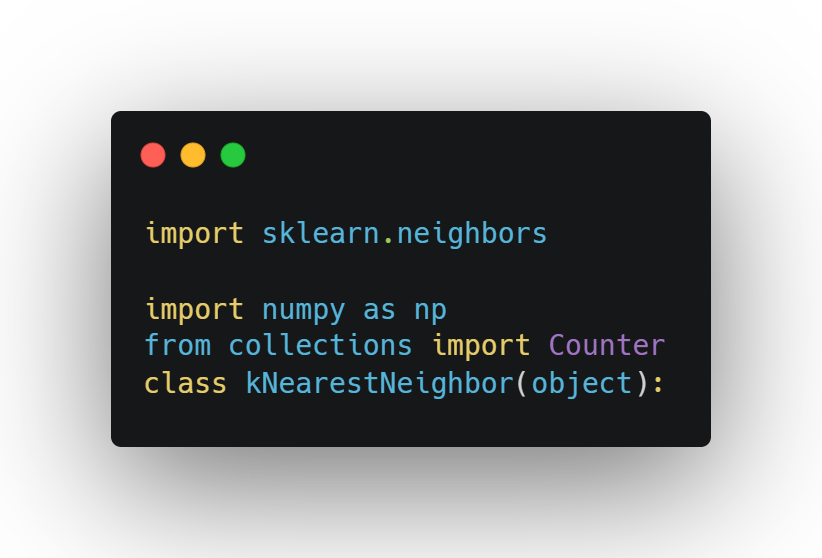 import sklearn.neighbors
import numpy as np
from collections import Counter
class kNearestNeighbor(object):